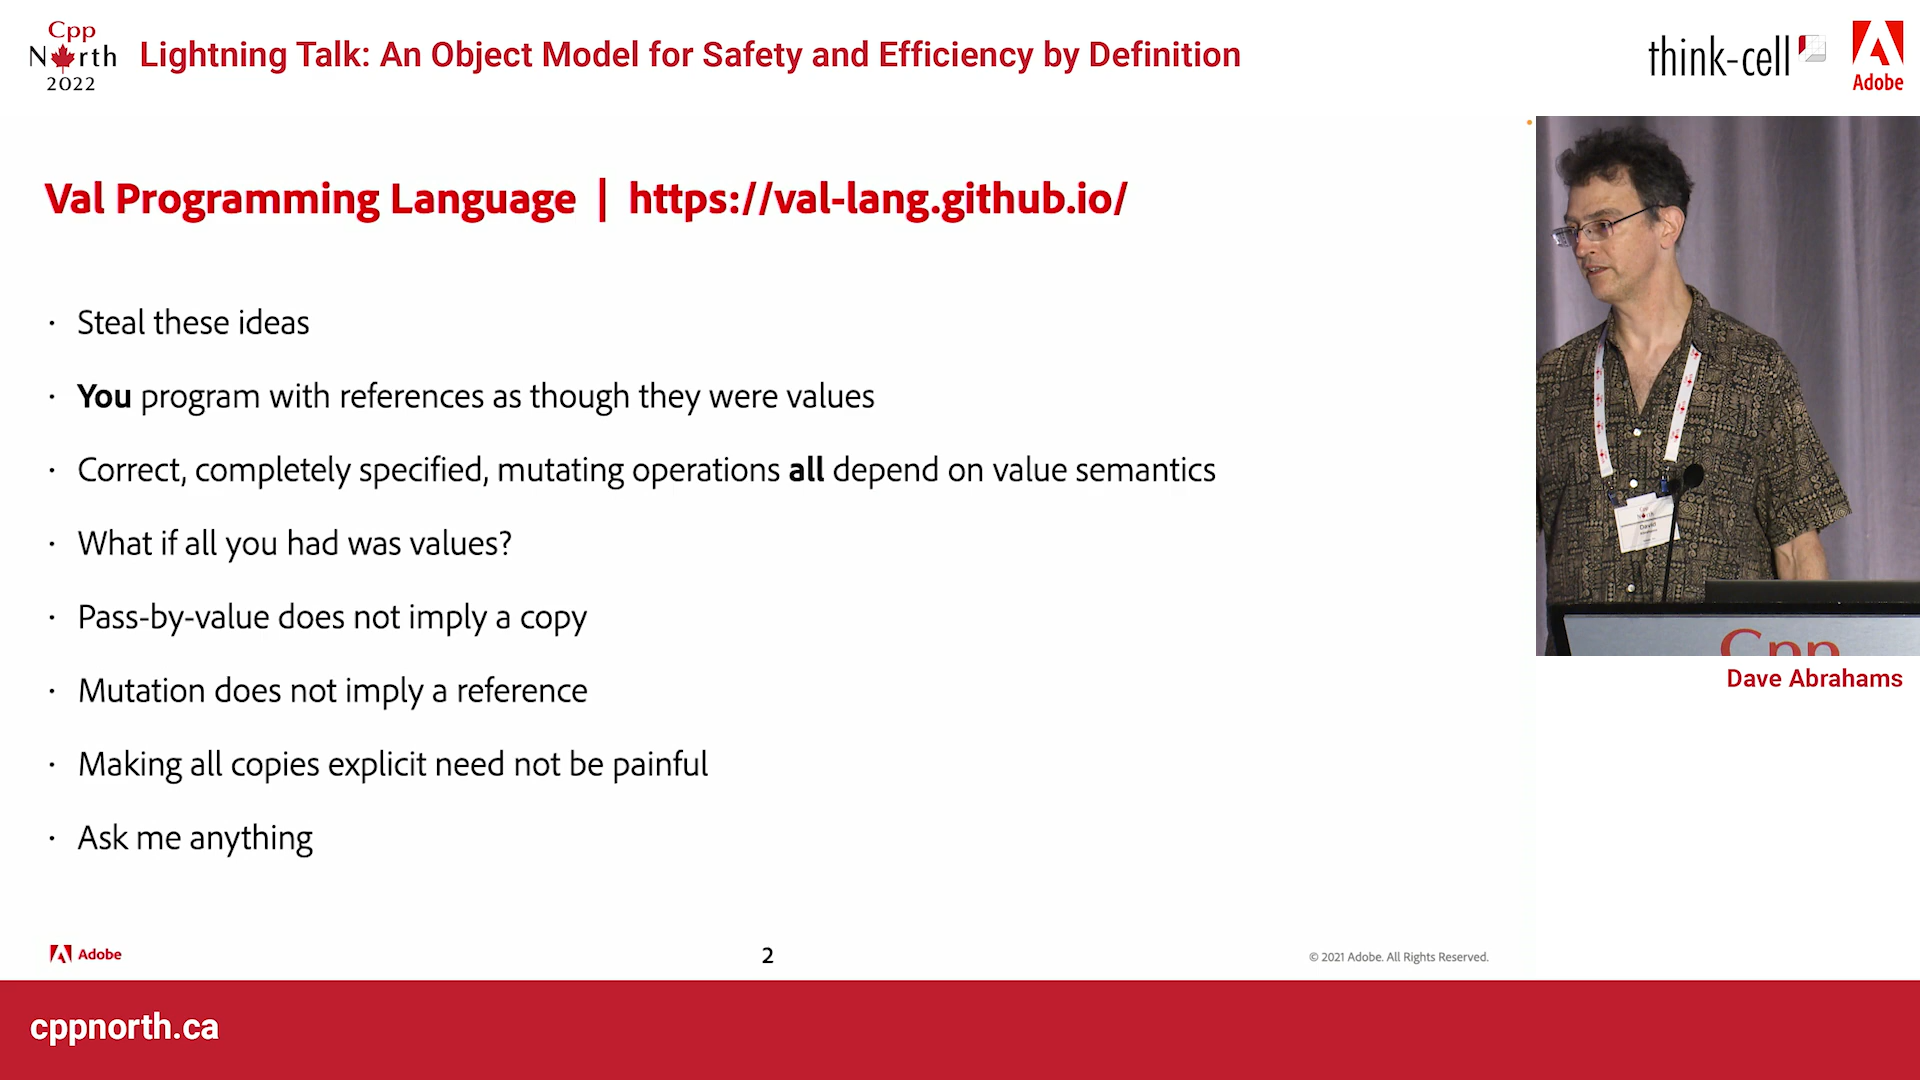 Cpp
North
2022
Lightning Talk: An Object Model for Safety and Efficiency by Definition
think-cell
Adobe
Val Programming Language | https://val-lang.github.io/
· Steal these ideas
· You program with references as though they were values
· Correct, completely specified, mutating operations all depend on value semantics
· What if all you had was values?
· Pass-by-value does not imply a copy
· Mutation does not imply a reference
· Making all copies explicit need not be painful
· Ask me anything
Adobe
2
© 2021 Adobe. All Rights Reserved.
David
Cpp
Dave Abrahams
cppnorth.ca